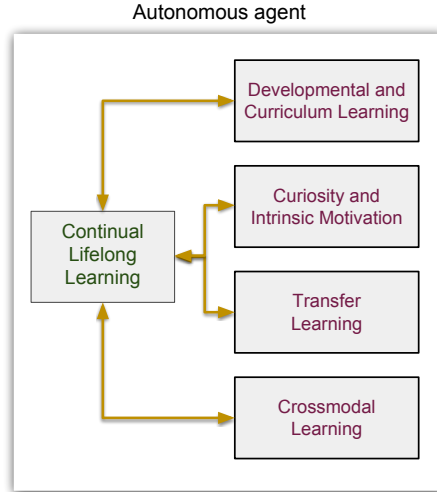 Autonomous agent
Developmental and
Curriculum Learning
Curiosity and
Intrinsic Motivation
Continual
Lifelong
Learning
Transfer
Learning
Crossmodal
Learning